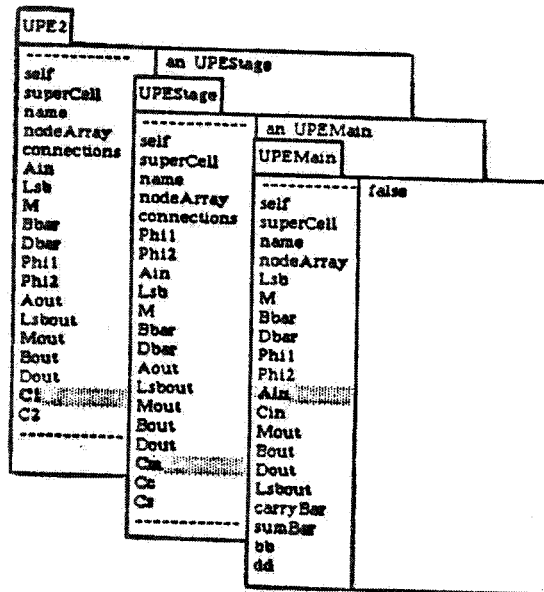 UPE2
an UPEStage
self
superCell
name
nodeArray
connections
Ain
Lsb
M
Bbar
Dbar
Phi1
Phi2
Aout
Lsbout
Mout
Bout
Dout
C1
C2
UPEStage
an UPEMain
self
superCell
name
nodeArray
connections
Phi1
Phi2
Ain
Lsb
M
Bbar
Dbar
Aout
Lsbout
Mout
Bout
Dout
Cm
Cc
Cs
UPEMain
false
self
superCell
name
nodeArray
Lsb
M
Bbar
Dbar
Phi1
Phi2
Ain
Cin
Mout
Bout
Dout
Lsbout
carryBar
sumBar
bb
dd